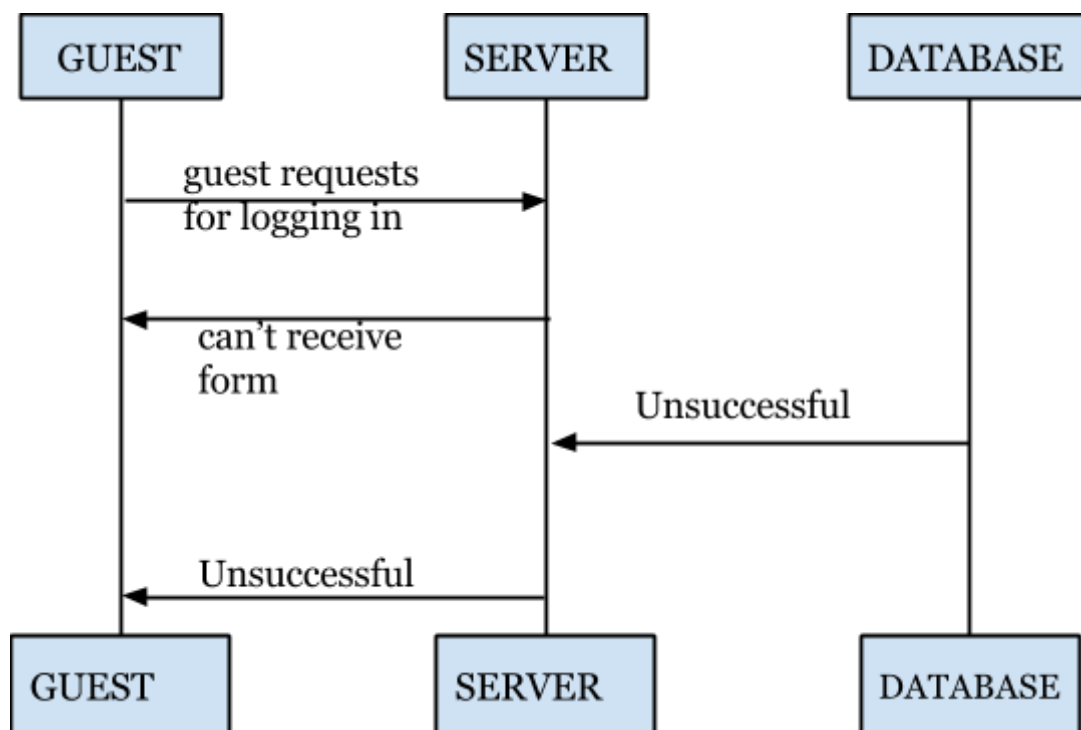 GUEST
SERVER
DATABASE
guest requests
for logging in
can't receive
form
Unsuccessful
Unsuccessful
GUEST
SERVER
DATABASE